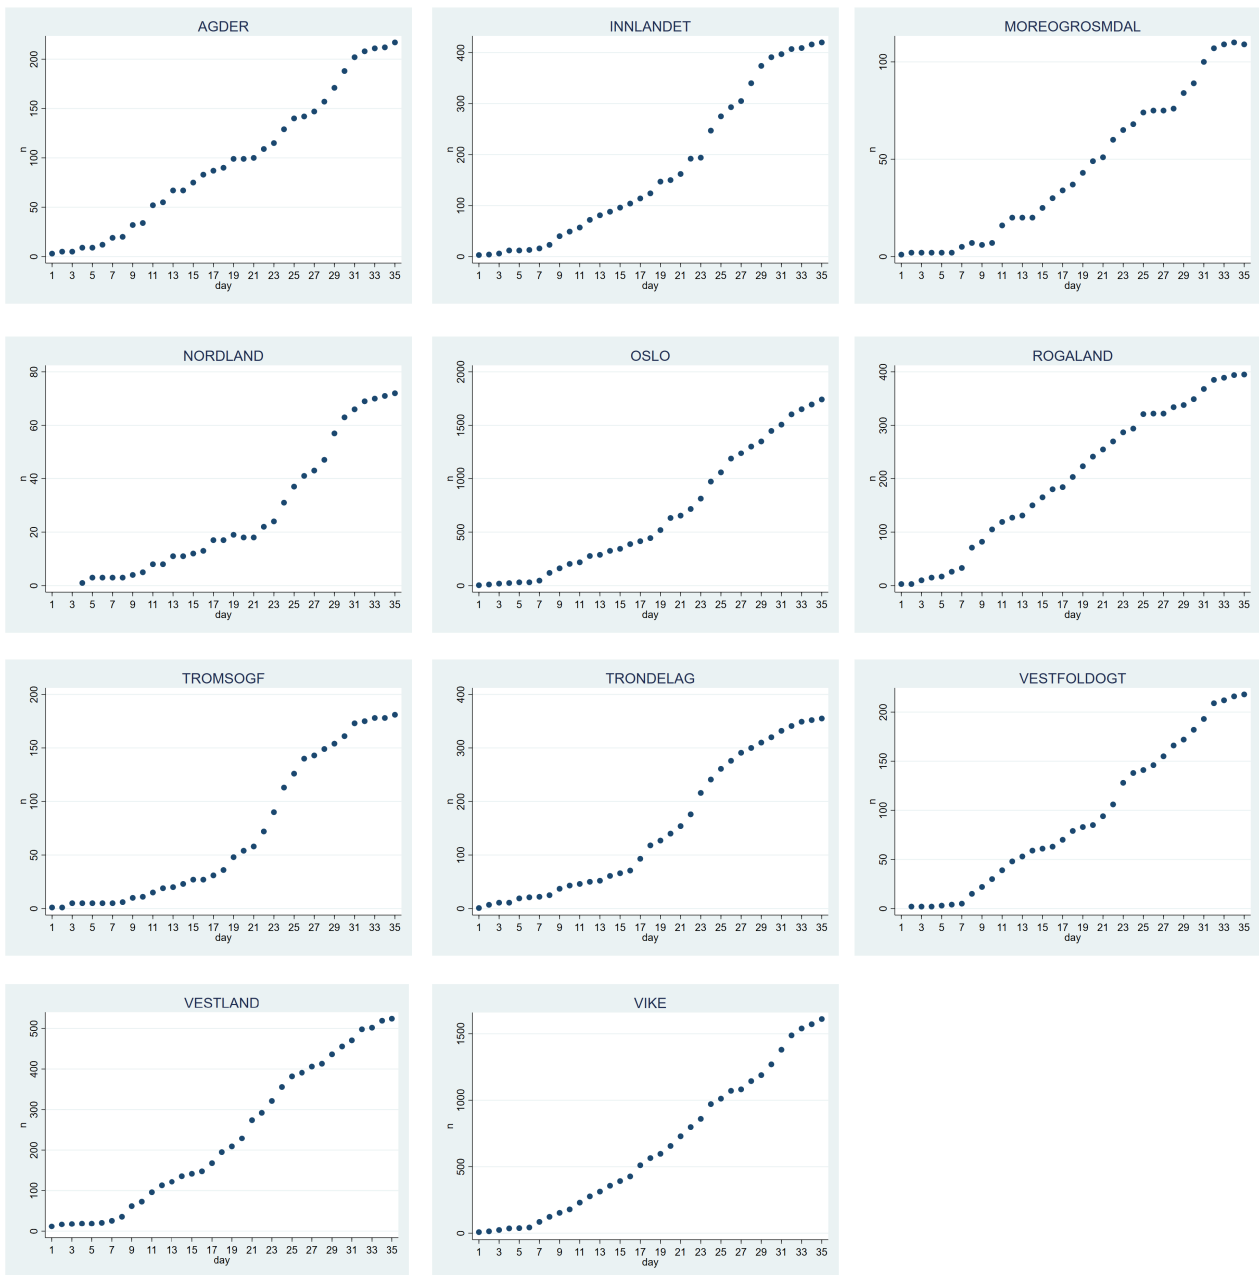 AGDER
INNLANDET
MOREOGROSMDAL
n
0 50 100 150 200
1 3 5 7 9 11 13 15 17 19 21 23 25 27 29 31 33 35
day
n
0 100 200 300 400
1 3 5 7 9 11 13 15 17 19 21 23 25 27 29 31 33 35
day
n
0 50 100
1 3 5 7 9 11 13 15 17 19 21 23 25 27 29 31 33 35
day
NORDLAND
OSLO
ROGALAND
n
0 20 40 60 80
1 3 5 7 9 11 13 15 17 19 21 23 25 27 29 31 33 35
day
n
0 500 1000 1500 2000
1 3 5 7 9 11 13 15 17 19 21 23 25 27 29 31 33 35
day
n
0 100 200 300 400
1 3 5 7 9 11 13 15 17 19 21 23 25 27 29 31 33 35
day
TROMSOGF
TRONDELAG
VESTFOLDOGT
n
0 50 100 150 200
1 3 5 7 9 11 13 15 17 19 21 23 25 27 29 31 33 35
day
n
0 100 200 300 400
1 3 5 7 9 11 13 15 17 19 21 23 25 27 29 31 33 35
day
n
0 50 100 150 200
1 3 5 7 9 11 13 15 17 19 21 23 25 27 29 31 33 35
day
VESTLAND
VIKE
n
0 100 200 300 400 500
1 3 5 7 9 11 13 15 17 19 21 23 25 27 29 31 33 35
day
n
0 500 1000 1500
1 3 5 7 9 11 13 15 17 19 21 23 25 27 29 31 33 35
day